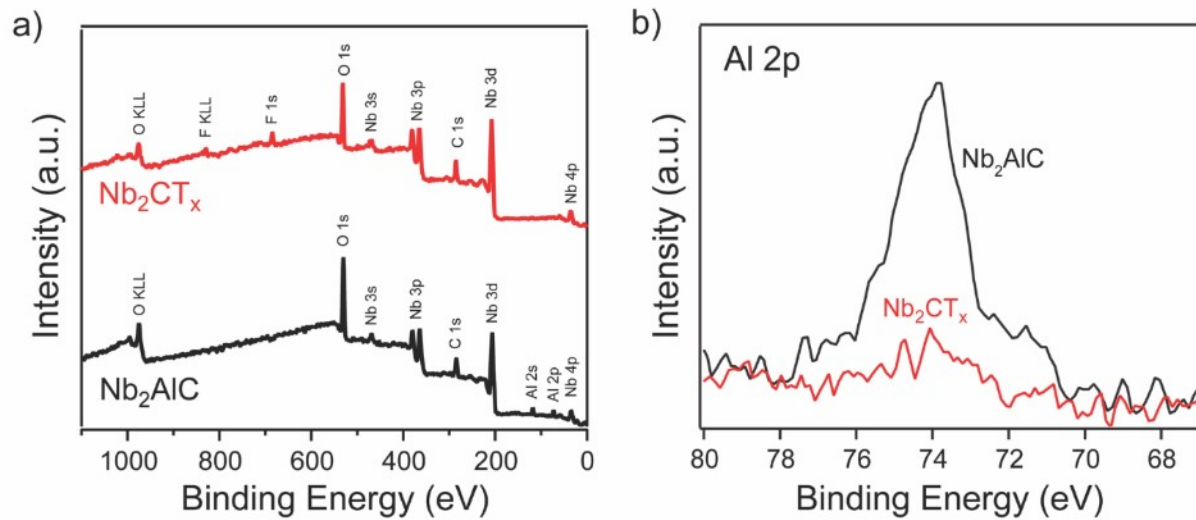 a)
Intensity (a.u.)
O KLL
F KLL
F 1s
O 1s
Nb 3s
Nb 3p
C 1s
Nb 3d
Nb 4p
Nb₂CTₓ
O KLL
O 1s
Nb 3s
Nb 3p
C 1s
Nb 3d
Al 2s
Al 2p
Nb 4p
Nb₂AlC
1000 800 600 400 200 0
Binding Energy (eV)
b)
Al 2p
Intensity (a.u.)
Nb₂AlC
Nb₂CTₓ
80 78 76 74 72 70 68
Binding Energy (eV)